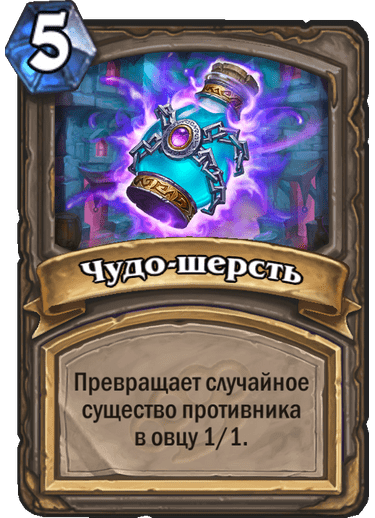 5
Чудо-шерсть
Превращает случайное
существо противника
в овцу 1/1.